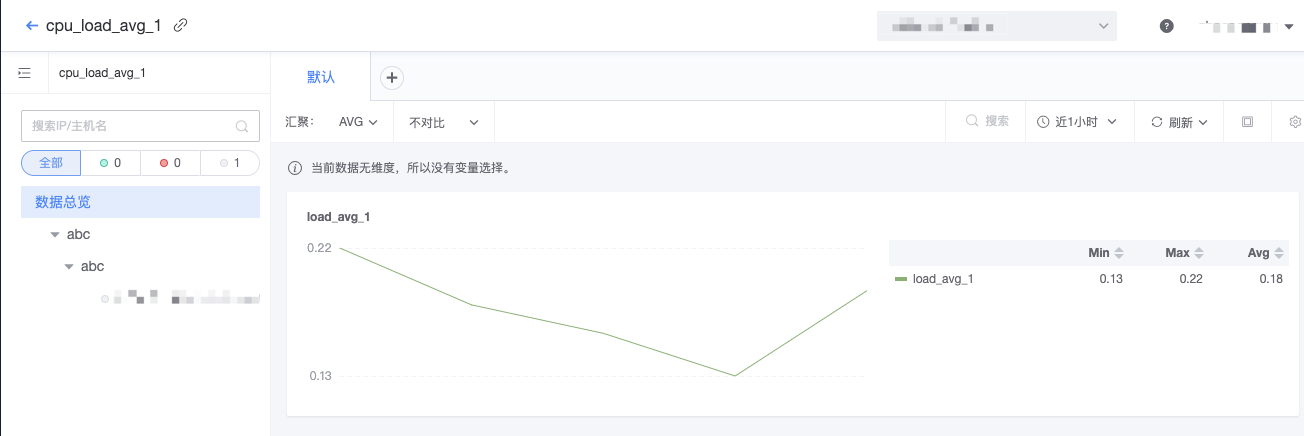 cpu_load_avg_1
cpu_load_avg_1
默认
搜索IP/主机名
汇聚： AVG 不对比 搜索 近1小时 刷新
全部 0 0 1
当前数据无维度，所以没有变量选择。
数据总览
abc
abc
load_avg_1
0.22
0.13
Min Max Avg
load_avg_1 0.13 0.22 0.18